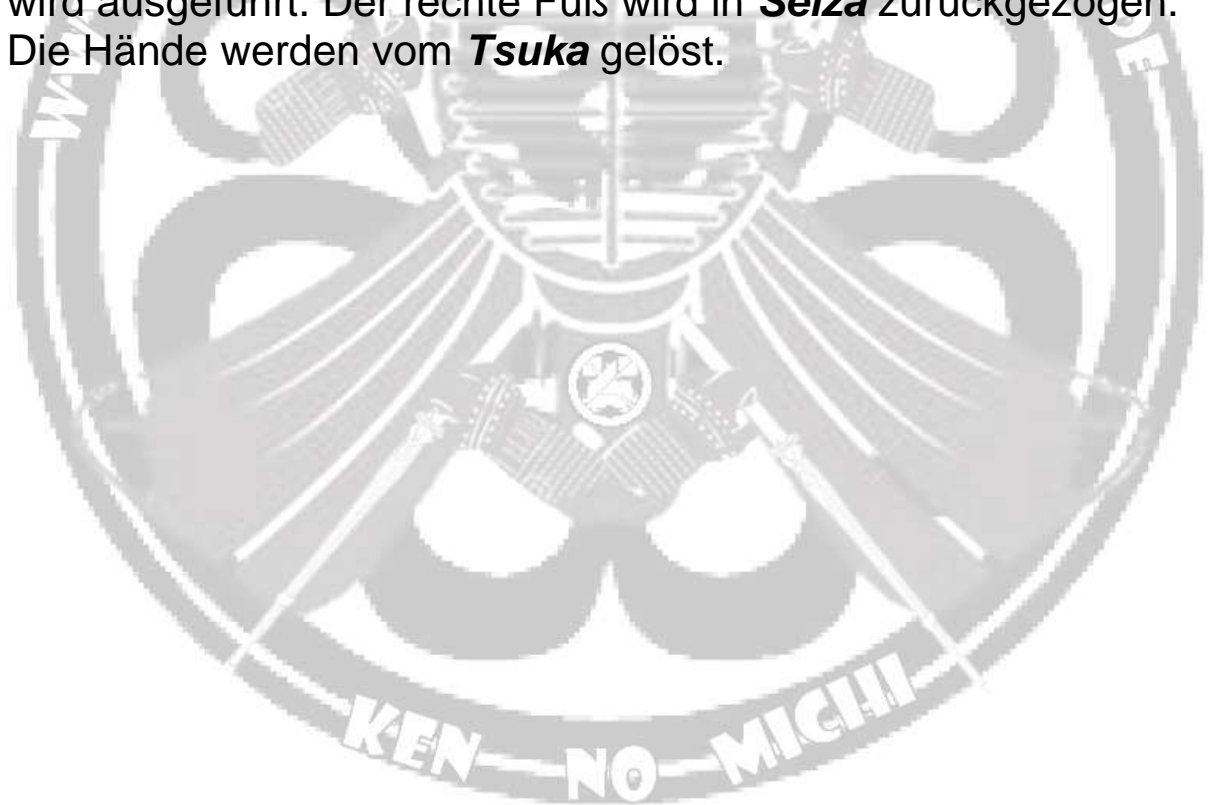 wird ausgeführt. Der rechte Fuß wird in Seiza zurückgezogen.
Die Hände werden vom Tsuka gelöst.
KEN NO MICHI